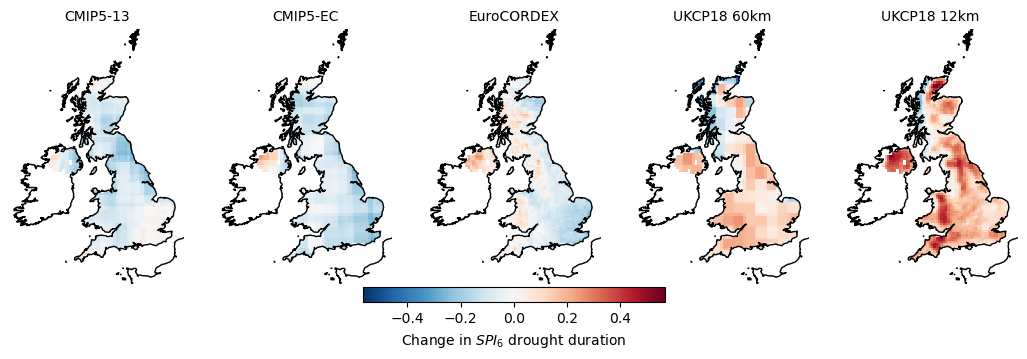 CMIP5-13 CMIP5-EC EuroCORDEX UKCP18 60km UKCP18 12km
−0.4 −0.2 0.0 0.2 0.4
Change in SPI₆ drought duration